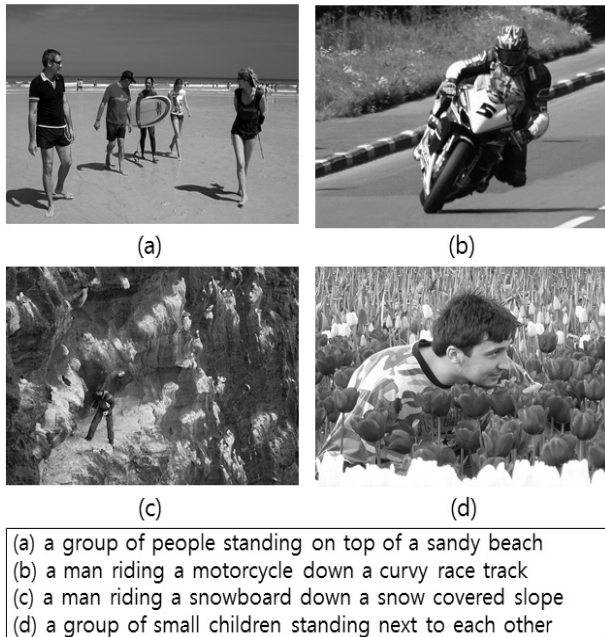 5
(a)
(b)
(c)
(d)
(a) a group of people standing on top of a sandy beach
(b) a man riding a motorcycle down a curvy race track
(c) a man riding a snowboard down a snow covered slope
(d) a group of small children standing next to each other